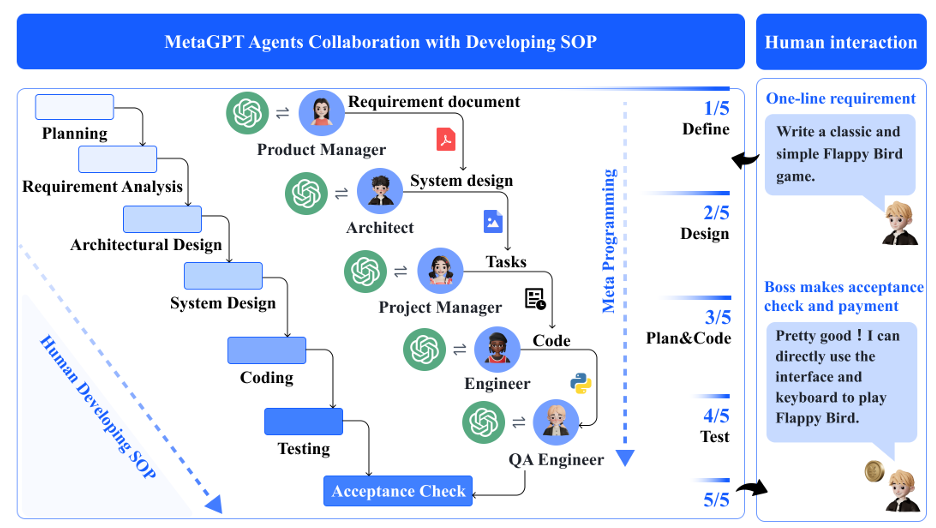 MetaGPT Agents Collaboration with Developing SOP
Human interaction
Planning
Requirement Analysis
Architectural Design
System Design
Coding
Testing
Acceptance Check
Human Developing SOP
Requirement document
Product Manager
System design
Architect
Tasks
Project Manager
Code
Engineer
QA Engineer
Meta Programming
1/5
Define
2/5
Design
3/5
Plan&Code
4/5
Test
5/5
One-line requirement
Write a classic and
simple Flappy Bird
game.
Boss makes acceptance
check and payment
Pretty good ! I can
directly use the
interface and
keyboard to play
Flappy Bird.